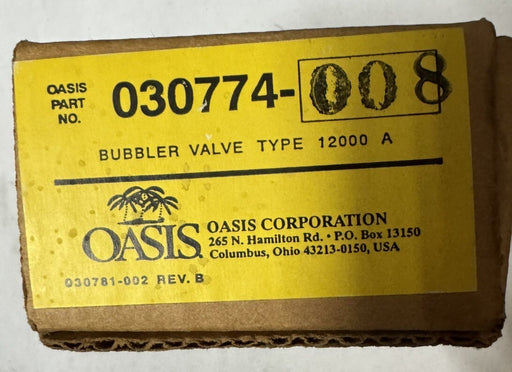 OASIS
PART
NO.
030774-008
BUBBLER VALVE TYPE 12000 A
OASIS
OASIS CORPORATION
265 N. Hamilton Rd. • P.O. Box 13150
Columbus, Ohio 43213-0150, USA
030781-002 REV. B